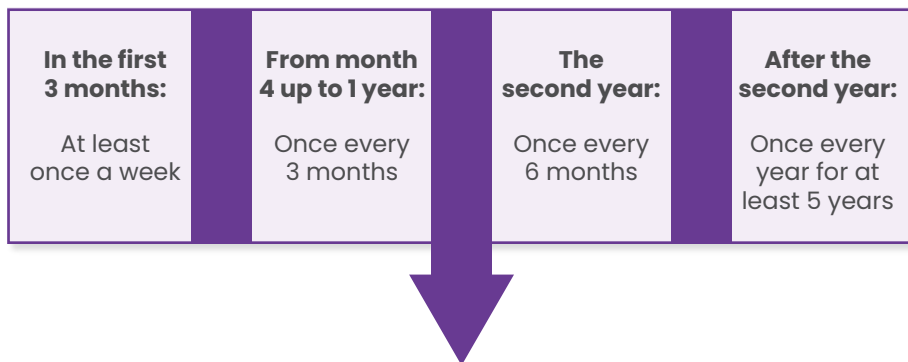 In the first
3 months:
At least
once a week
From month
4 up to 1 year:
Once every
3 months
The
second year:
Once every
6 months
After the
second year:
Once every
year for at
least 5 years